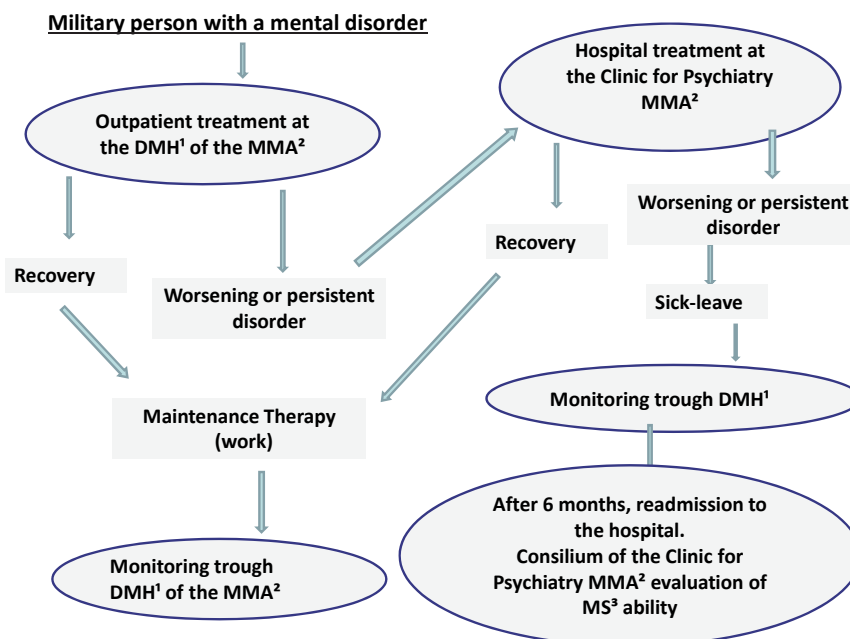 Military person with a mental disorder
Outpatient treatment at
the DMH¹ of the MMA²
Recovery
Worsening or persistent
disorder
Maintenance Therapy
(work)
Monitoring trough
DMH¹ of the MMA²
Hospital treatment at
the Clinic for Psychiatry
MMA²
Recovery
Worsening or persistent
disorder
Sick-leave
Monitoring trough DMH¹
After 6 months, readmission to
the hospital.
Consilium of the Clinic for
Psychiatry MMA² evaluation of
MS³ ability